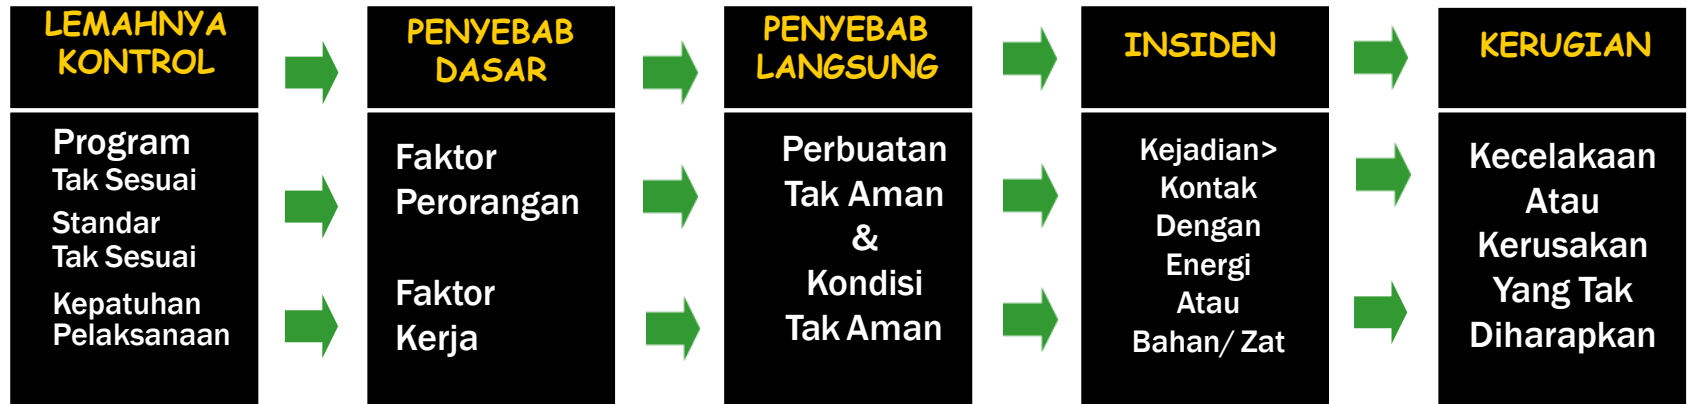 LEMAHNYA
KONTROL
Program
Tak Sesuai
Standar
Tak Sesuai
Kepatuhan
Pelaksanaan
PENYEBAB
DASAR
Faktor
Perorangan
Faktor
Kerja
PENYEBAB
LANGSUNG
Perbuatan
Tak Aman
&
Kondisi
Tak Aman
INSIDEN
Kejadian>
Kontak
Dengan
Energi
Atau
Bahan/ Zat
KERUGIAN
Kecelakaan
Atau
Kerusakan
Yang Tak
Diharapkan